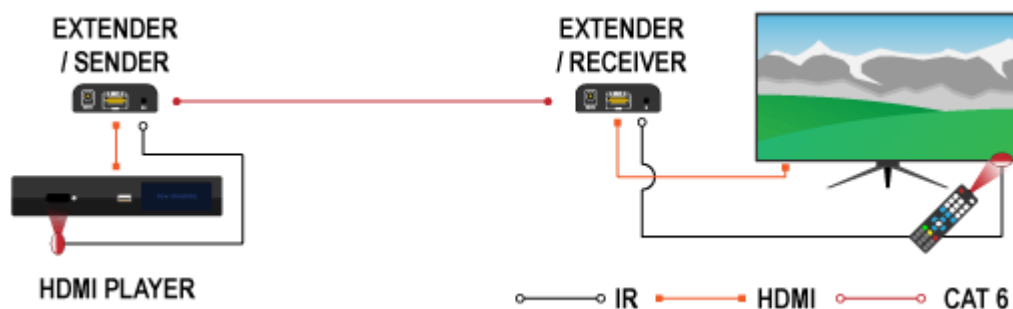 EXTENDER
/ SENDER
EXTENDER
/ RECEIVER
HDMI PLAYER
IR
HDMI
CAT 6